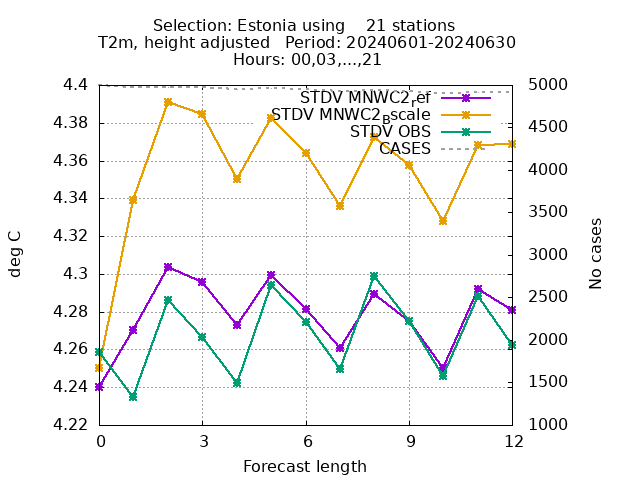 Selection: Estonia using    21 stations
T2m, height adjusted   Period: 20240601-20240630
Hours: 00,03,...,21
STDV MNWC2_ref
STDV MNWC2_Bscale
STDV OBS
CASES
4.4
4.38
4.36
4.34
4.32
4.3
4.28
4.26
4.24
4.22
deg C
5000
4500
4000
3500
3000
2500
2000
1500
1000
No cases
0 3 6 9 12
Forecast length